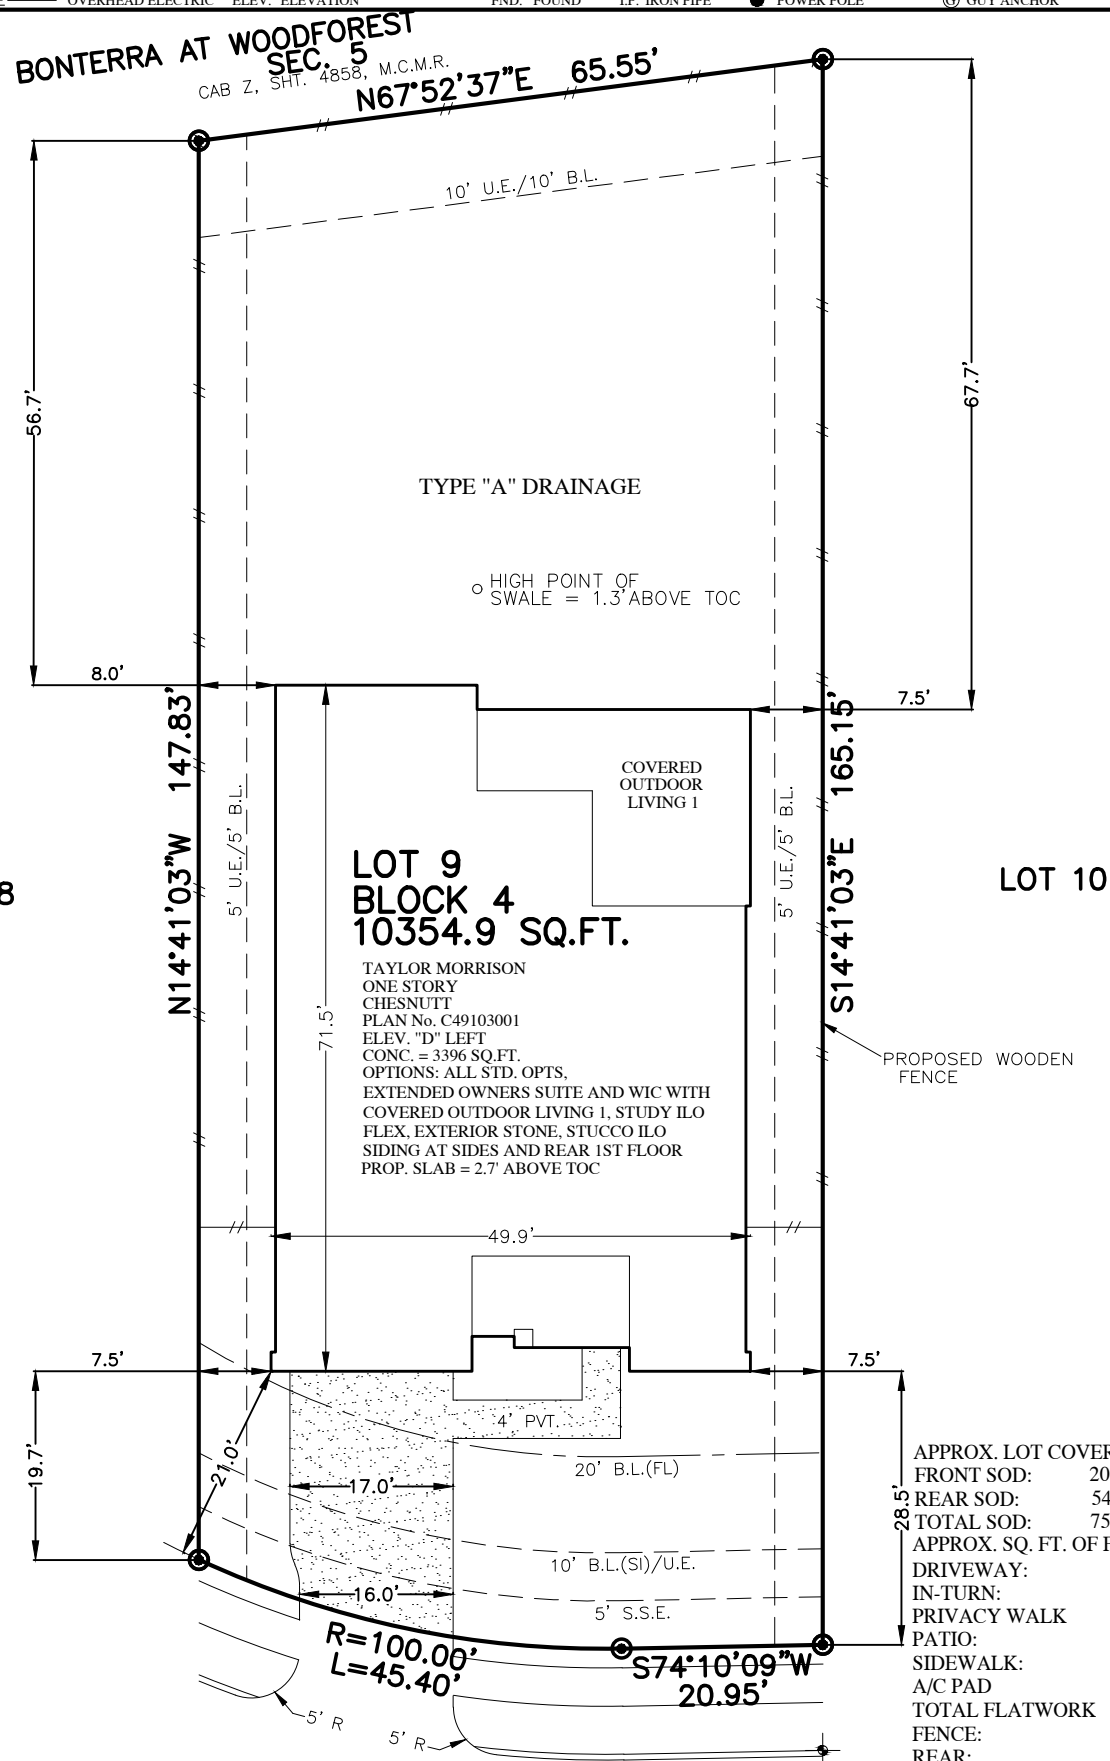 OVERHEAD ELECTRIC ELEV. ELEVATION FND. FOUND I.P. IRON PIPE POWER POLE G GUY ANCHOR
BONTERRA AT WOODFOREST
SEC. 5
CAB Z, SHT. 4858, M.C.M.R.
N67°52'37"E 65.55'
10' U.E./10' B.L.
56.7'
67.7'
TYPE "A" DRAINAGE
HIGH POINT OF
SWALE = 1.3' ABOVE TOC
8.0'
7.5'
N14°41'03"W 147.83'
S14°41'03"E 165.15'
5' U.E./5' B.L.
5' U.E./5' B.L.
COVERED
OUTDOOR
LIVING 1
8
LOT 10
LOT 9
BLOCK 4
10354.9 SQ.FT.
TAYLOR MORRISON
ONE STORY
CHESNUTT
PLAN No. C49103001
ELEV. "D" LEFT
CONC. = 3396 SQ.FT.
OPTIONS: ALL STD. OPTS,
EXTENDED OWNERS SUITE AND WIC WITH
COVERED OUTDOOR LIVING 1, STUDY ILO
FLEX, EXTERIOR STONE, STUCCO ILO
SIDING AT SIDES AND REAR 1ST FLOOR
PROP. SLAB = 2.7' ABOVE TOC
71.5'
PROPOSED WOODEN
FENCE
49.9'
7.5'
7.5'
4' PVT.
19.7'
21.0'
20' B.L.(FL)
17.0'
28.5'
10' B.L.(SI)/U.E.
16.0'
5' S.S.E.
R=100.00'
L=45.40'
S74°10'09"W
20.95'
5' R
5' R
APPROX. LOT COVER
FRONT SOD: 20
REAR SOD: 54
TOTAL SOD: 75
APPROX. SQ. FT. OF
DRIVEWAY:
IN-TURN:
PRIVACY WALK
PATIO:
SIDEWALK:
A/C PAD
TOTAL FLATWORK
FENCE:
REAR: